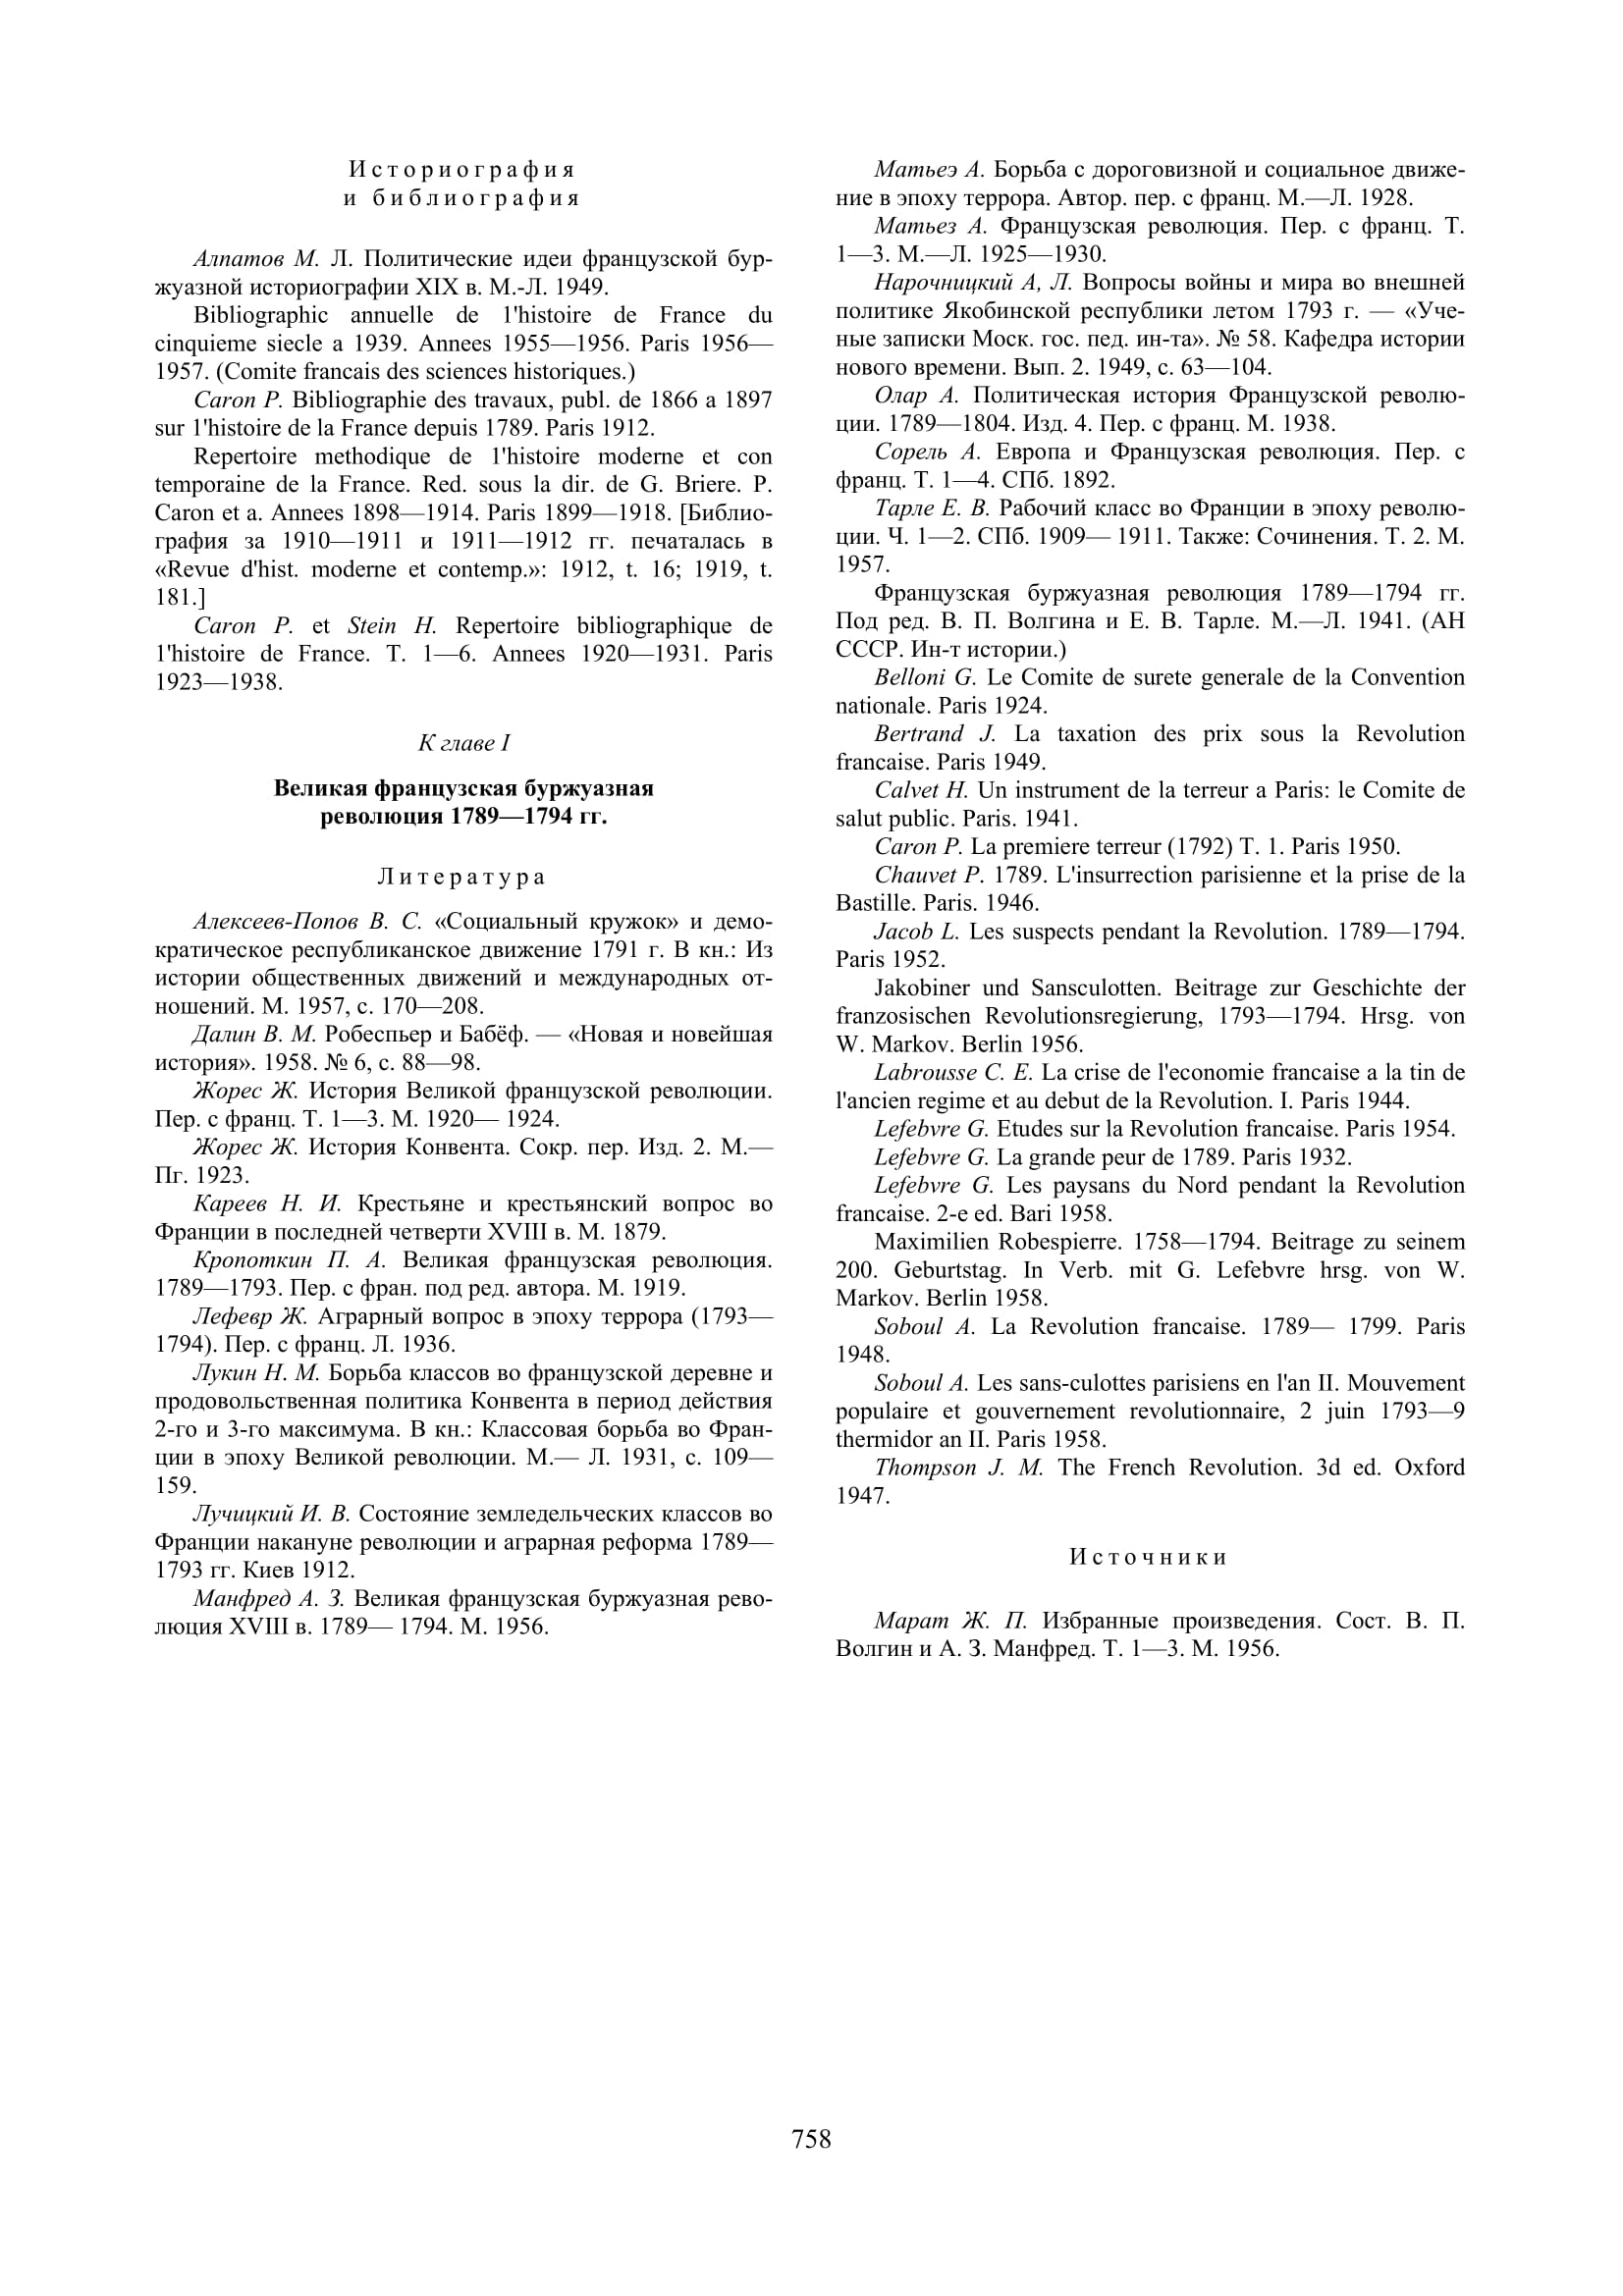 Историография
и библиография
Алпатов М. Л. Политические идеи французской бур-
жуазной историографии XIX в. М.-Л. 1949.
Bibliographic annuelle de 1'histoire de France du
cinquieme siecle a 1939. Annees 1955—1956. Paris 1956—
1957. (Comite francais des sciences historiques.)
Caron P. Bibliographie des travaux, publ. de 1866 a 1897
sur 1'histoire de la France depuis 1789. Paris 1912.
Repertoire methodique de 1'histoire moderne et con
temporaine de la France. Red. sous la dir. de G. Briere. P.
Caron et a. Annees 1898—1914. Paris 1899—1918. [Библио-
графия за 1910—1911 и 1911—1912 гг. печаталась в
«Revue d'hist. moderne et contemp.»: 1912, t. 16; 1919, t.
181.]
Caron P. et Stein H. Repertoire bibliographique de
1'histoire de France. T. 1—6. Annees 1920—1931. Paris
1923—1938.
К главе I
Великая французская буржуазная
революция 1789—1794 гг.
Литература
Алексеев-Попов В. С. «Социальный кружок» и демо-
кратическое республиканское движение 1791 г. В кн.: Из
истории общественных движений и международных от-
ношений. М. 1957, с. 170—208.
Далин В. М. Робеспьер и Бабёф. — «Новая и новейшая
история». 1958. № 6, с. 88—98.
Жорес Ж. История Великой французской революции.
Пер. с франц. Т. 1—3. М. 1920— 1924.
Жорес Ж. История Конвента. Сокр. пер. Изд. 2. М.—
Пг. 1923.
Кареев Н. И. Крестьяне и крестьянский вопрос во
Франции в последней четверти XVIII в. М. 1879.
Кропоткин П. А. Великая французская революция.
1789—1793. Пер. с фран. под ред. автора. М. 1919.
Лефевр Ж. Аграрный вопрос в эпоху террора (1793—
1794). Пер. с франц. Л. 1936.
Лукин Н. М. Борьба классов во французской деревне и
продовольственная политика Конвента в период действия
2-го и 3-го максимума. В кн.: Классовая борьба во Фран-
ции в эпоху Великой революции. М.— Л. 1931, с. 109—
159.
Лучицкий И. В. Состояние земледельческих классов во
Франции накануне революции и аграрная реформа 1789—
1793 гг. Киев 1912.
Манфред А. З. Великая французская буржуазная рево-
люция XVIII в. 1789— 1794. М. 1956.
Матьеэ А. Борьба с дороговизной и социальное движе-
ние в эпоху террора. Автор. пер. с франц. М.—Л. 1928.
Матьез А. Французская революция. Пер. с франц. Т.
1—3. М.—Л. 1925—1930.
Нарочницкий А, Л. Вопросы войны и мира во внешней
политике Якобинской республики летом 1793 г. — «Уче-
ные записки Моск. гос. пед. ин-та». № 58. Кафедра истории
нового времени. Вып. 2. 1949, с. 63—104.
Олар А. Политическая история Французской револю-
ции. 1789—1804. Изд. 4. Пер. с франц. М. 1938.
Сорель А. Европа и Французская революция. Пер. с
франц. Т. 1—4. СПб. 1892.
Тарле Е. В. Рабочий класс во Франции в эпоху револю-
ции. Ч. 1—2. СПб. 1909— 1911. Также: Сочинения. Т. 2. М.
1957.
Французская буржуазная революция 1789—1794 гг.
Под ред. В. П. Волгина и Е. В. Тарле. М.—Л. 1941. (АН
СССР. Ин-т истории.)
Belloni G. Le Comite de surete generale de la Convention
nationale. Paris 1924.
Bertrand J. La taxation des prix sous la Revolution
francaise. Paris 1949.
Calvet H. Un instrument de la terreur a Paris: le Comite de
salut public. Paris. 1941.
Caron P. La premiere terreur (1792) T. 1. Paris 1950.
Chauvet P. 1789. L'insurrection parisienne et la prise de la
Bastille. Paris. 1946.
Jacob L. Les suspects pendant la Revolution. 1789—1794.
Paris 1952.
Jakobiner und Sansculotten. Beitrage zur Geschichte der
franzosischen Revolutionsregierung, 1793—1794. Hrsg. von
W. Markov. Berlin 1956.
Labrousse C. E. La crise de l'economie francaise a la tin de
l'ancien regime et au debut de la Revolution. I. Paris 1944.
Lefebvre G. Etudes sur la Revolution francaise. Paris 1954.
Lefebvre G. La grande peur de 1789. Paris 1932.
Lefebvre G. Les paysans du Nord pendant la Revolution
francaise. 2-e ed. Bari 1958.
Maximilien Robespierre. 1758—1794. Beitrage zu seinem
200. Geburtstag. In Verb. mit G. Lefebvre hrsg. von W.
Markov. Berlin 1958.
Soboul A. La Revolution francaise. 1789— 1799. Paris
1948.
Soboul A. Les sans-culottes parisiens en l'an II. Mouvement
populaire et gouvernement revolutionnaire, 2 juin 1793—9
thermidor an II. Paris 1958.
Thompson J. M. The French Revolution. 3d ed. Oxford
1947.
Источники
Марат Ж. П. Избранные произведения. Сост. В. П.
Волгин и А. З. Манфред. Т. 1—3. М. 1956.
758